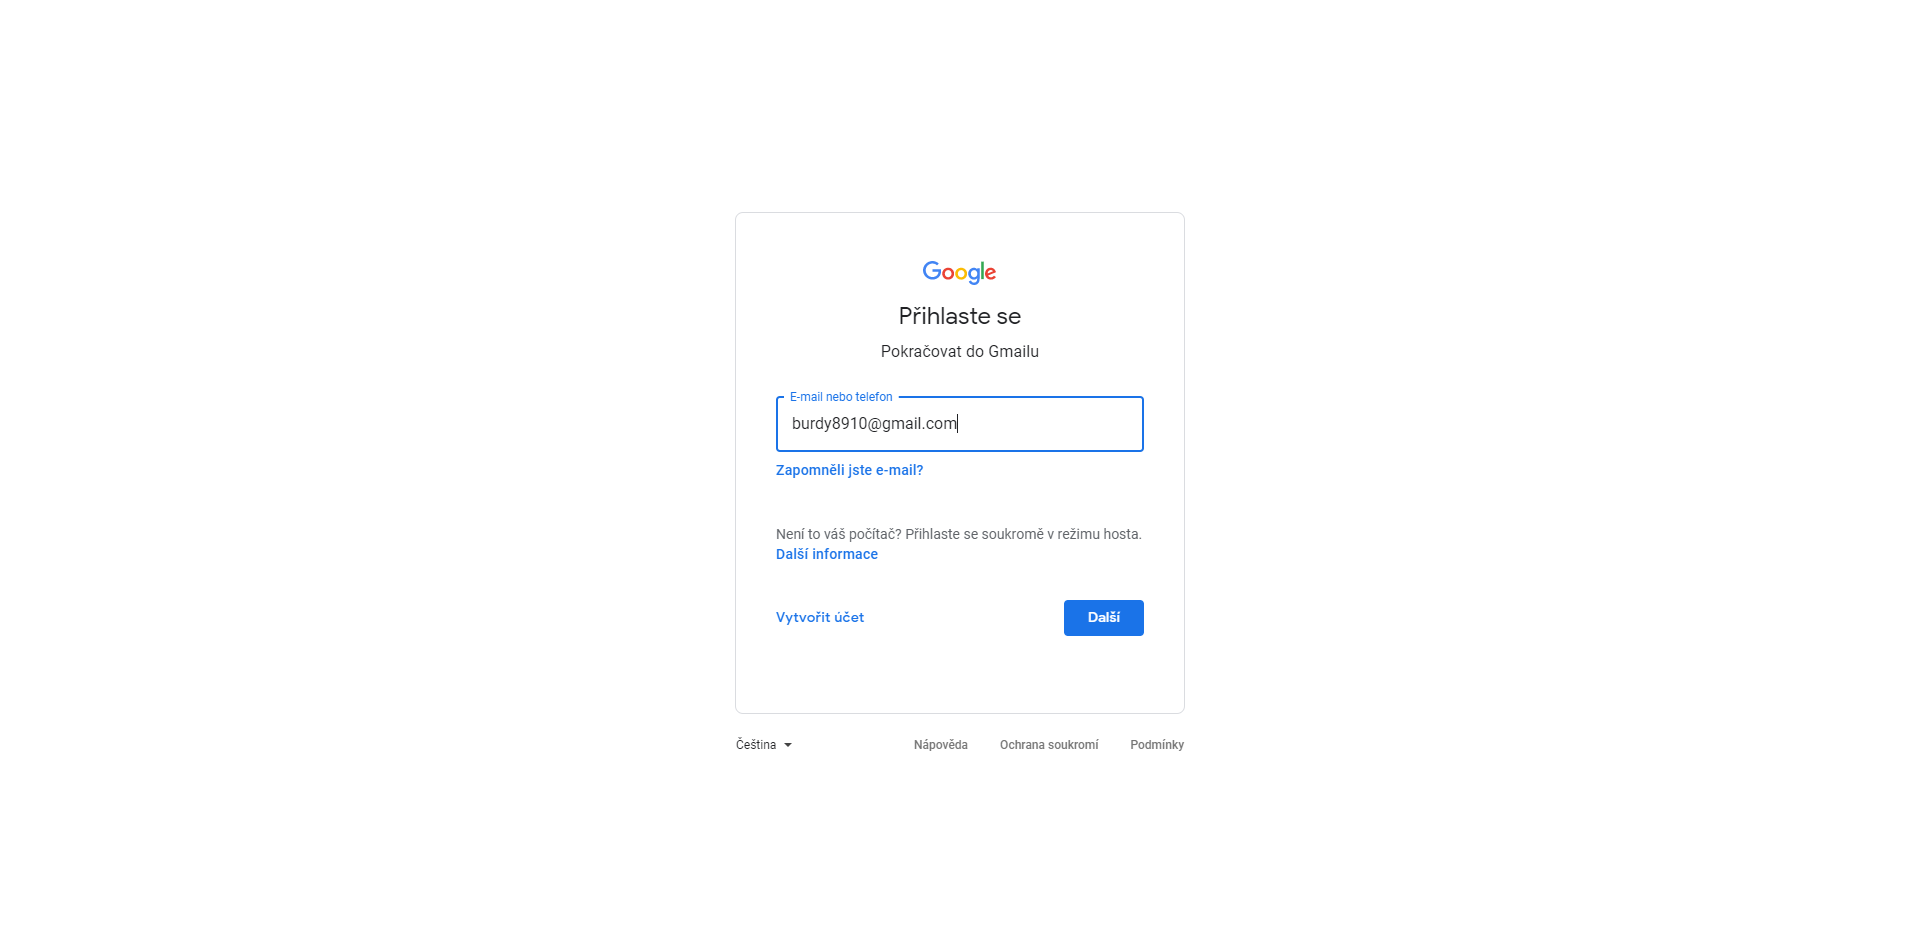 Google
Přihlaste se
Pokračovat do Gmailu
E-mail nebo telefon
burdy8910@gmail.com
Zapomněli jste e-mail?
Není to váš počítač? Přihlaste se soukromě v režimu hosta.
Další informace
Vytvořit účet
Další
Čeština
Nápověda
Ochrana soukromí
Podmínky